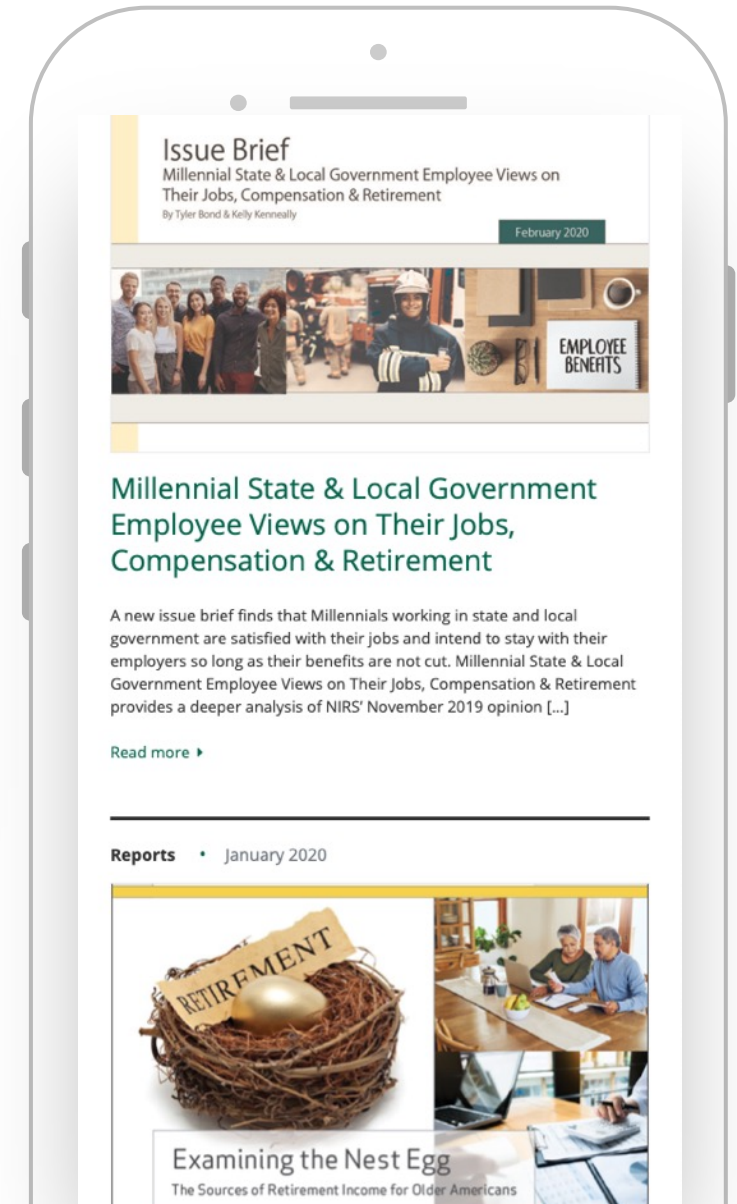 Issue Brief
Millennial State & Local Government Employee Views on
Their Jobs, Compensation & Retirement
By Tyler Bond & Kelly Kenneally
February 2020
EMPLOYEE
BENEFITS
Millennial State & Local Government
Employee Views on Their Jobs,
Compensation & Retirement
A new issue brief finds that Millennials working in state and local
government are satisfied with their jobs and intend to stay with their
employers so long as their benefits are not cut. Millennial State & Local
Government Employee Views on Their Jobs, Compensation & Retirement
provides a deeper analysis of NIRS’ November 2019 opinion [...]
Read more
Reports • January 2020
RETIREMENT
Examining the Nest Egg
The Sources of Retirement Income for Older Americans